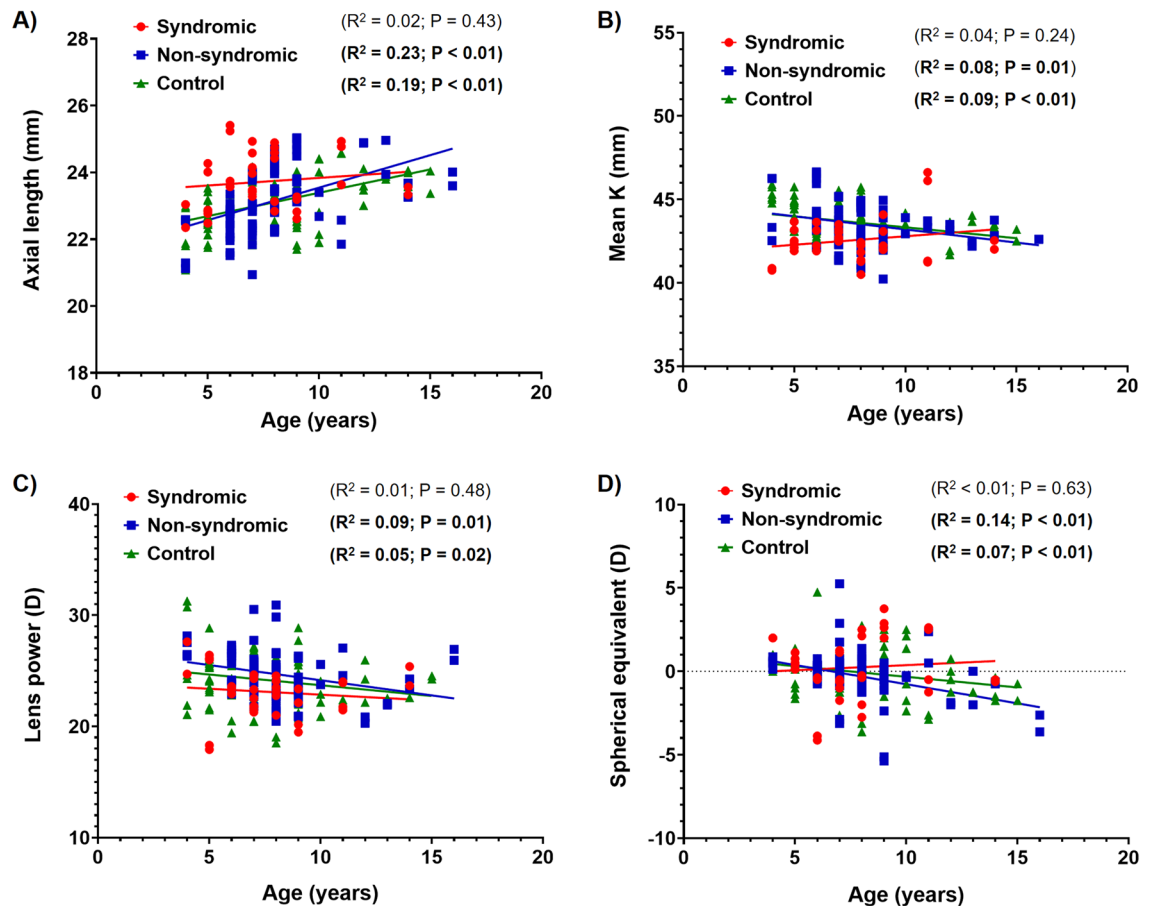 A)
Syndromic (R² = 0.02; P = 0.43)
Non-syndromic (R² = 0.23; P < 0.01)
Control (R² = 0.19; P < 0.01)
28
26
24
22
20
18
0 5 10 15 20
Axial length (mm)
Age (years)
B)
Syndromic (R² = 0.04; P = 0.24)
Non-syndromic (R² = 0.08; P = 0.01)
Control (R² = 0.09; P < 0.01)
55
50
45
40
35
0 5 10 15 20
Mean K (mm)
Age (years)
C)
Syndromic (R² = 0.01; P = 0.48)
Non-syndromic (R² = 0.09; P = 0.01)
Control (R² = 0.05; P = 0.02)
40
30
20
10
0 5 10 15 20
Lens power (D)
Age (years)
D)
Syndromic (R² < 0.01; P = 0.63)
Non-syndromic (R² = 0.14; P < 0.01)
Control (R² = 0.07; P < 0.01)
10
5
0
-5
-10
0 5 10 15 20
Spherical equivalent (D)
Age (years)